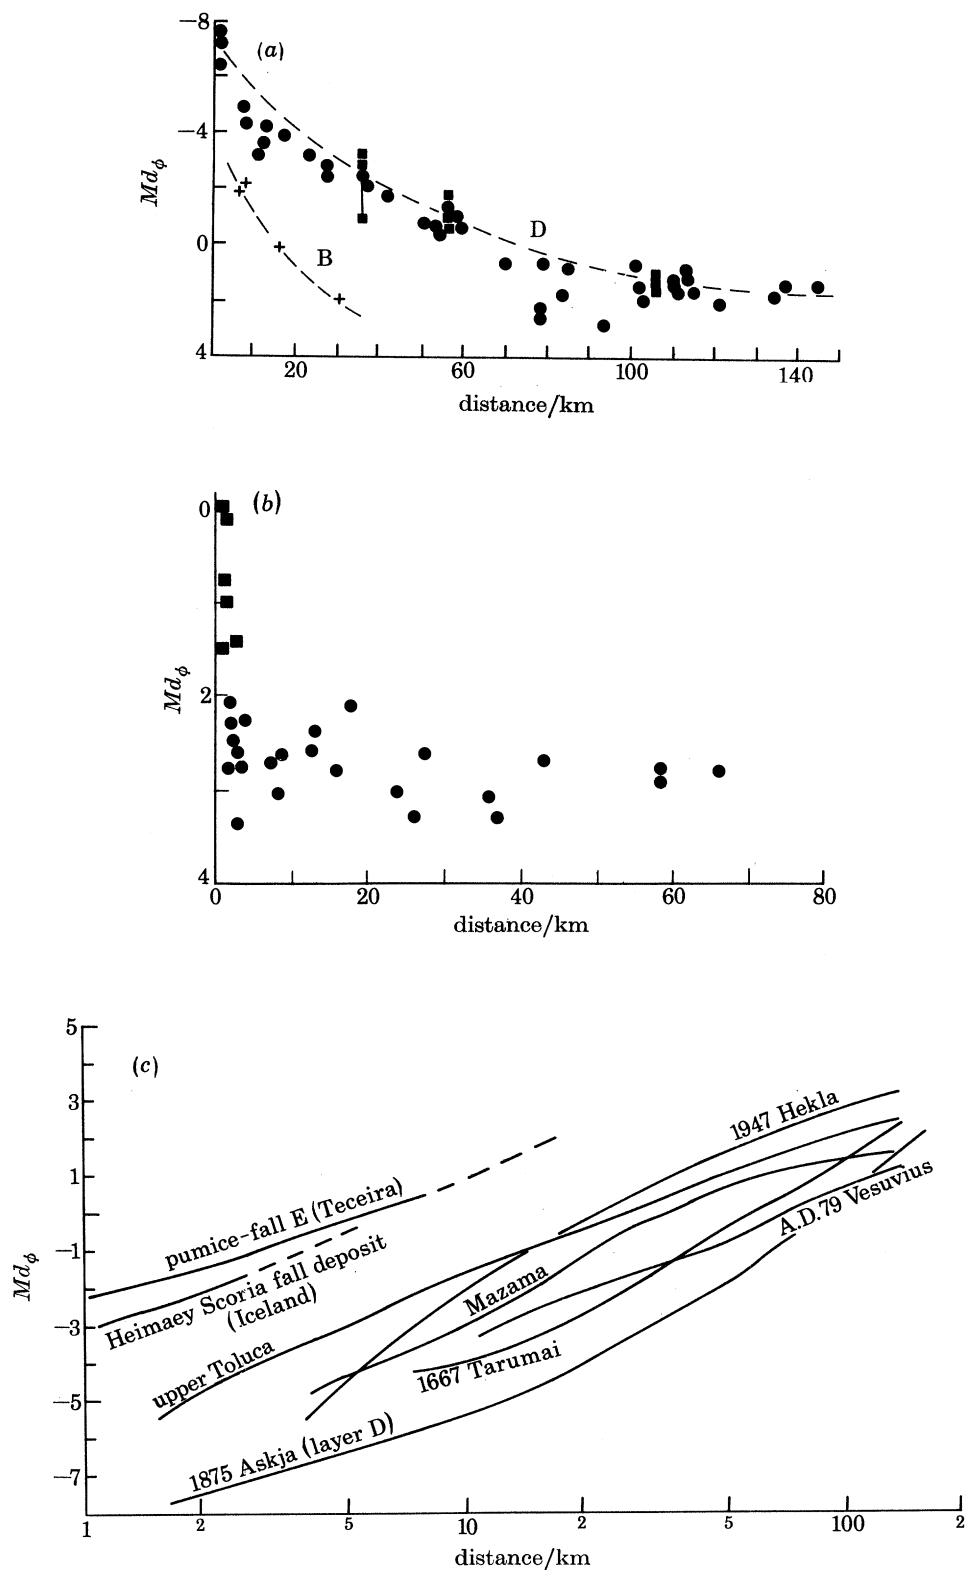 (a)
−8
−4
0
4
Mdϕ
D
B
20
60
100
140
distance/km
(b)
0
2
4
Mdϕ
0
20
40
60
80
distance/km
(c)
5
3
1
−1
−3
−5
−7
Mdϕ
1947 Hekla
pumice-fall E (Teceira)
A.D.79 Vesuvius
Heimaey Scoria fall deposit
(Iceland)
Mazama
upper Toluca
1667 Tarumai
1875 Askja (layer D)
1
2
5
10
2
5
100
2
distance/km